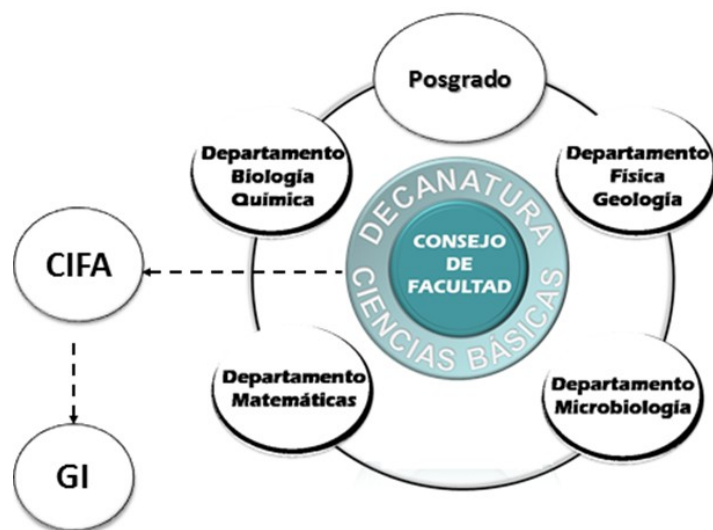 Posgrado
Departamento
Biología
Química
Departamento
Física
Geología
DECANATURA
CIENCIAS BÁSICAS
CONSEJO
DE
FACULTAD
CIFA
Departamento
Matemáticas
Departamento
Microbiología
GI